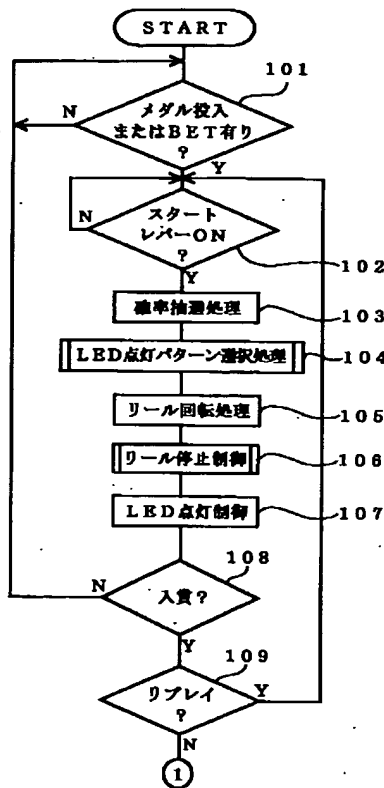 START
101
N
メダル投入
またはBET有り
?
Y
N
スタート
レバーON
?
102
Y
確率抽選処理
103
LED点灯パターン選択処理
104
リール回転処理
105
リール停止制御
106
LED点灯制御
107
108
N
入賞?
Y
109
リプレイ
?
Y
N
1